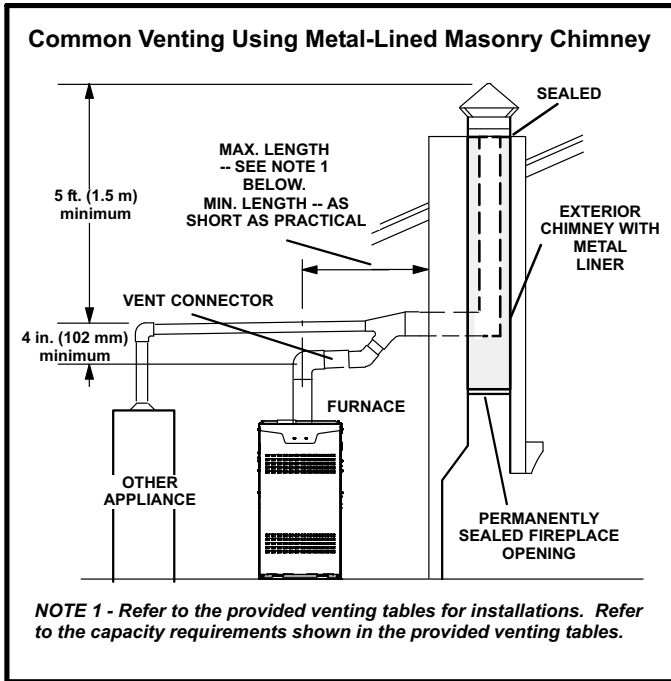 Common Venting Using Metal-Lined Masonry Chimney
SEALED
MAX. LENGTH
-- SEE NOTE 1
BELOW.
MIN. LENGTH -- AS
SHORT AS PRACTICAL
5 ft. (1.5 m)
minimum
EXTERIOR
CHIMNEY WITH
METAL
LINER
VENT CONNECTOR
4 in. (102 mm)
minimum
FURNACE
OTHER
APPLIANCE
PERMANENTLY
SEALED FIREPLACE
OPENING
NOTE 1 - Refer to the provided venting tables for installations. Refer
to the capacity requirements shown in the provided venting tables.